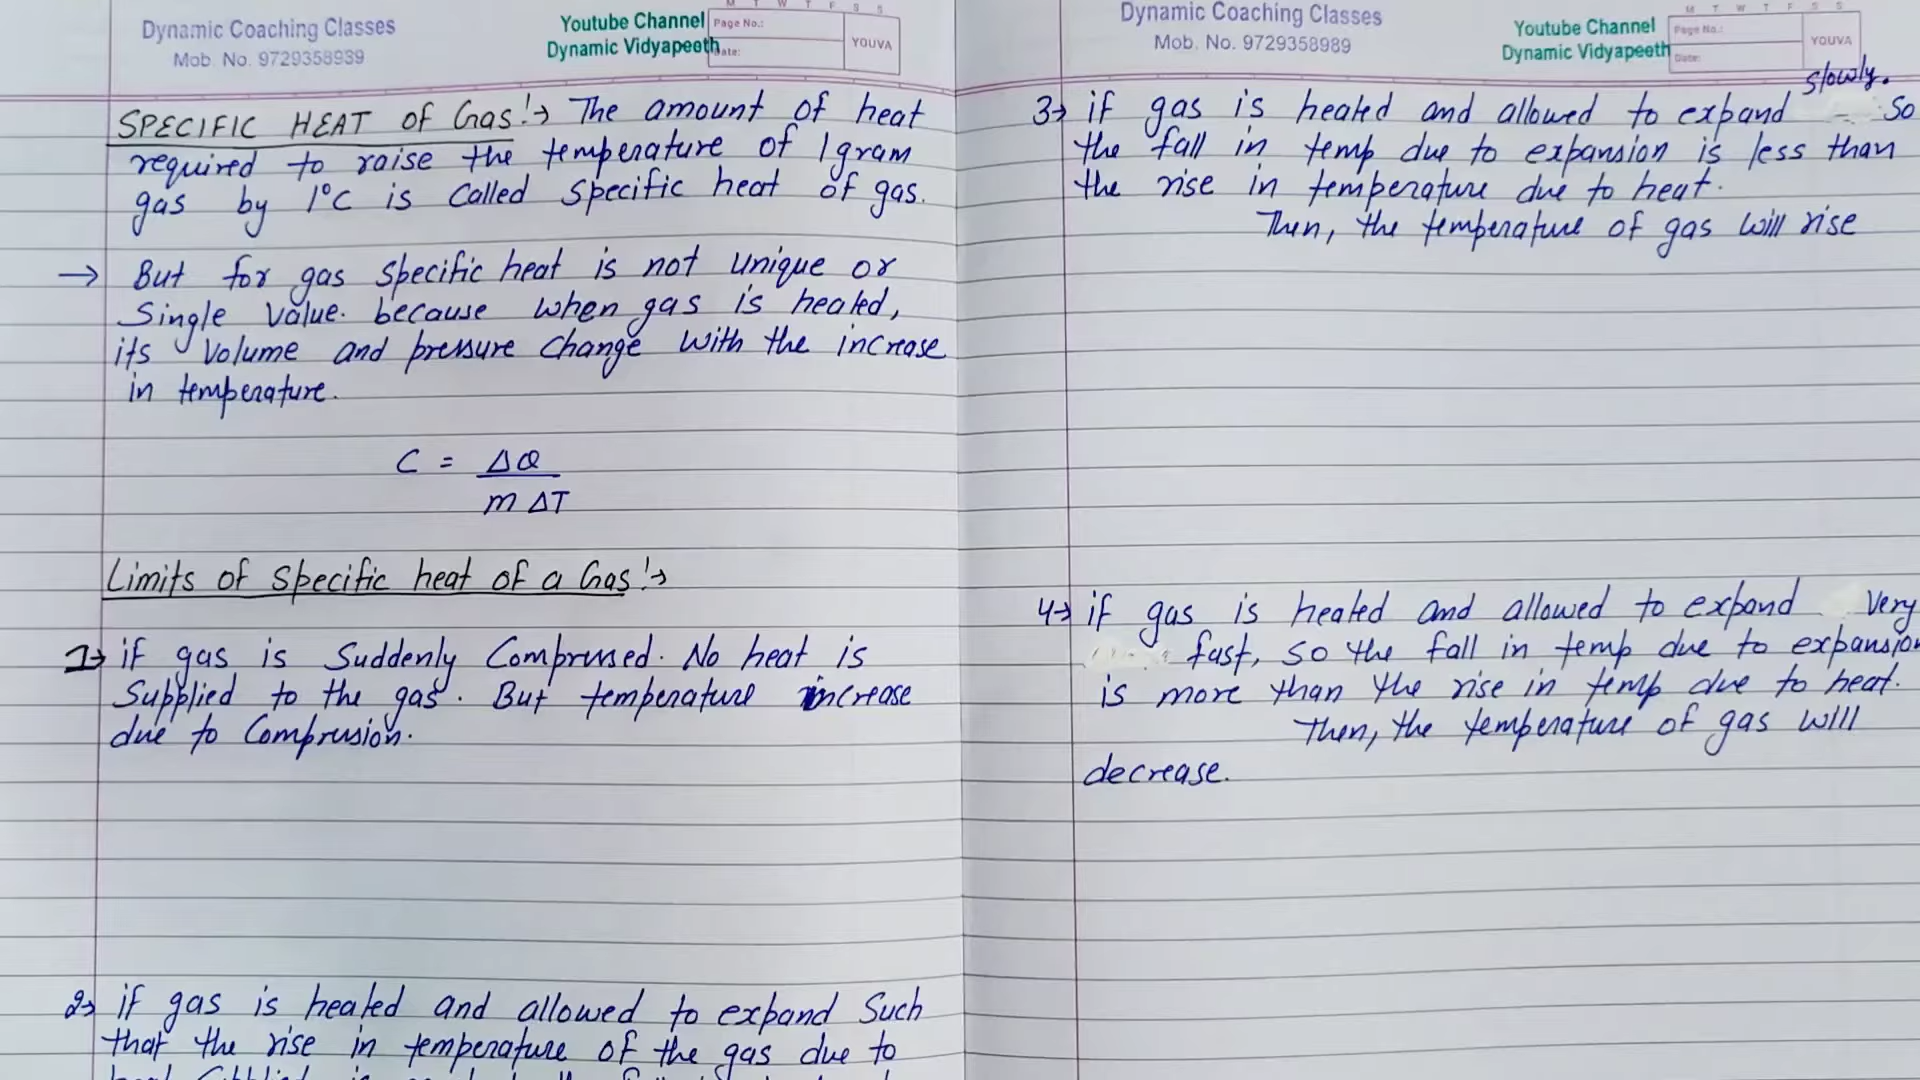 Dynamic Coaching Classes
Mob. No. 9729358939
Youtube Channel
Dynamic Vidyapeeth
M T W T F S S
Page No.:
Date:
YOUVA
SPECIFIC HEAT of Gas :→ The amount of heat
required to raise the temperature of 1 gram
gas by 1°C is called specific heat of gas.
→ But for gas specific heat is not unique or
Single value. because when gas is heated,
its volume and pressure change with the increase
in temperature.
C = ΔQ
m ΔT
Limits of specific heat of a Gas :→
1→ if gas is Suddenly Compressed. No heat is
Supplied to the gas. But temperature increase
due to Compression.
2→ if gas is heated and allowed to expand Such
that the rise in temperature of the gas due to
Dynamic Coaching Classes
Mob. No. 9729358989
Youtube Channel
Dynamic Vidyapeeth
M T W T F S S
Page No.:
Date:
YOUVA
slowly.
3→ if gas is heated and allowed to expand So
the fall in temp due to expansion is less than
the rise in temperature due to heat.
Then, the temperature of gas will rise
4→ if gas is heated and allowed to expand Very
fast, so the fall in temp due to expansion
is more than the rise in temp due to heat.
Then, the temperature of gas will
decrease.